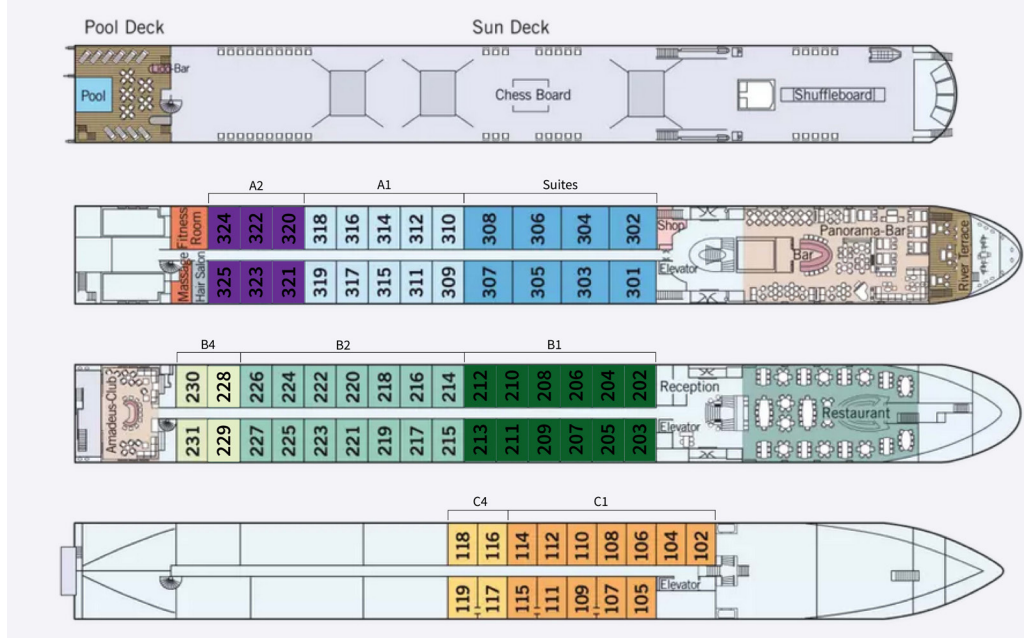 Pool Deck
Sun Deck
Lido-Bar
Pool
Chess Board
Shuffleboard
A2
A1
Suites
Fitness Room
324 322 320 318 316 314 312 310 308 306 304 302
Shop
Panorama-Bar
Bar
River Terrace
Massage
Hair Salon
325 323 321 319 317 315 311 309 307 305 303 301
Elevator
B4
B2
B1
Amadeus-Club
230 228 226 224 222 220 218 216 214 212 210 208 206 204 202
Reception
Restaurant
231 229 227 225 223 221 219 217 215 213 211 209 207 205 203
Elevator
C4
C1
118 116 114 112 110 108 106 104 102
119 117 115 111 109 107 105
Elevator